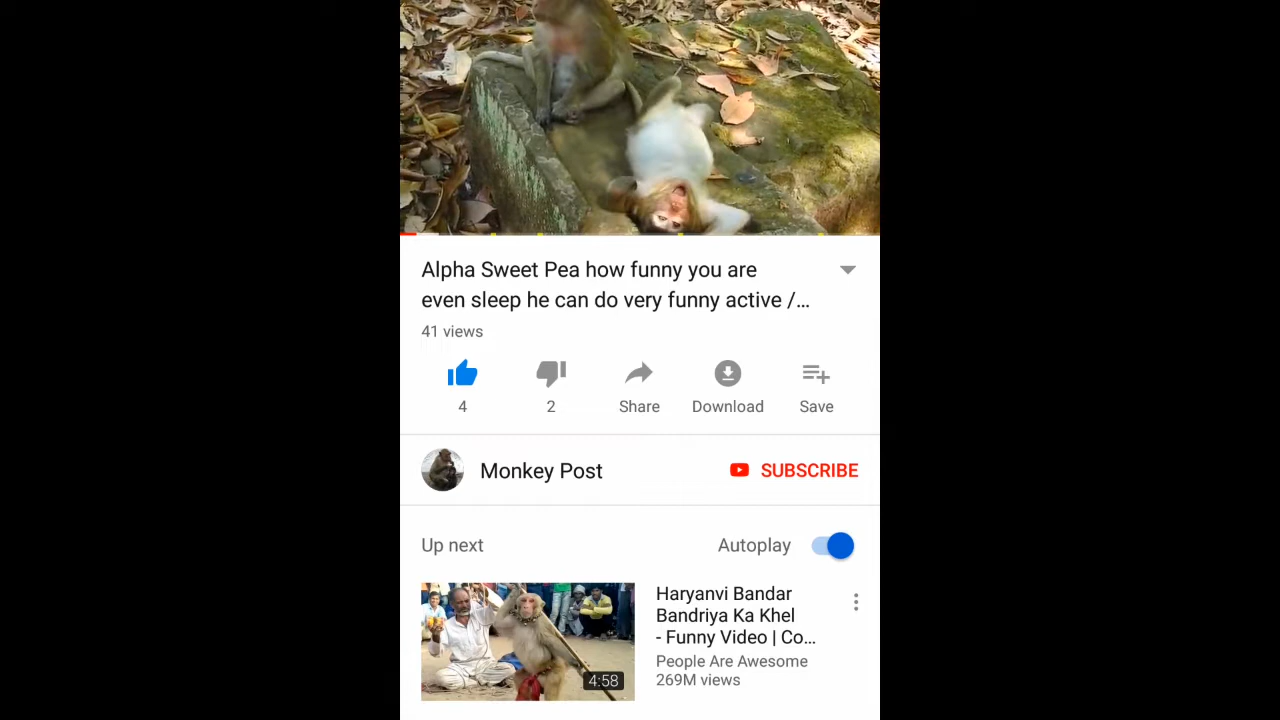 Alpha Sweet Pea how funny you are
even sleep he can do very funny active /...
41 views
4
2
Share
Download
Save
Monkey Post
SUBSCRIBE
Up next
Autoplay
Haryanvi Bandar
Bandriya Ka Khel
- Funny Video | Co...
People Are Awesome
269M views
4:58